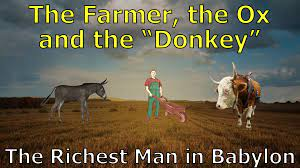 The Farmer, the Ox
and the “Donkey”
The Richest Man in Babylon